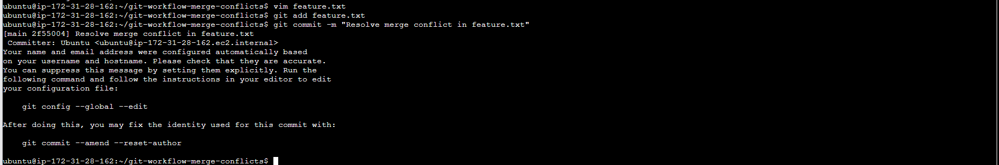 ubuntu@ip-172-31-28-162:~/git-workflow-merge-conflicts$ vim feature.txt
ubuntu@ip-172-31-28-162:~/git-workflow-merge-conflicts$ git add feature.txt
ubuntu@ip-172-31-28-162:~/git-workflow-merge-conflicts$ git commit -m "Resolve merge conflict in feature.txt"
[main 2f55004] Resolve merge conflict in feature.txt
 Committer: Ubuntu <ubuntu@ip-172-31-28-162.ec2.internal>
Your name and email address were configured automatically based
on your username and hostname. Please check that they are accurate.
You can suppress this message by setting them explicitly. Run the
following command and follow the instructions in your editor to edit
your configuration file:

    git config --global --edit

After doing this, you may fix the identity used for this commit with:

    git commit --amend --reset-author

ubuntu@ip-172-31-28-162:~/git-workflow-merge-conflicts$